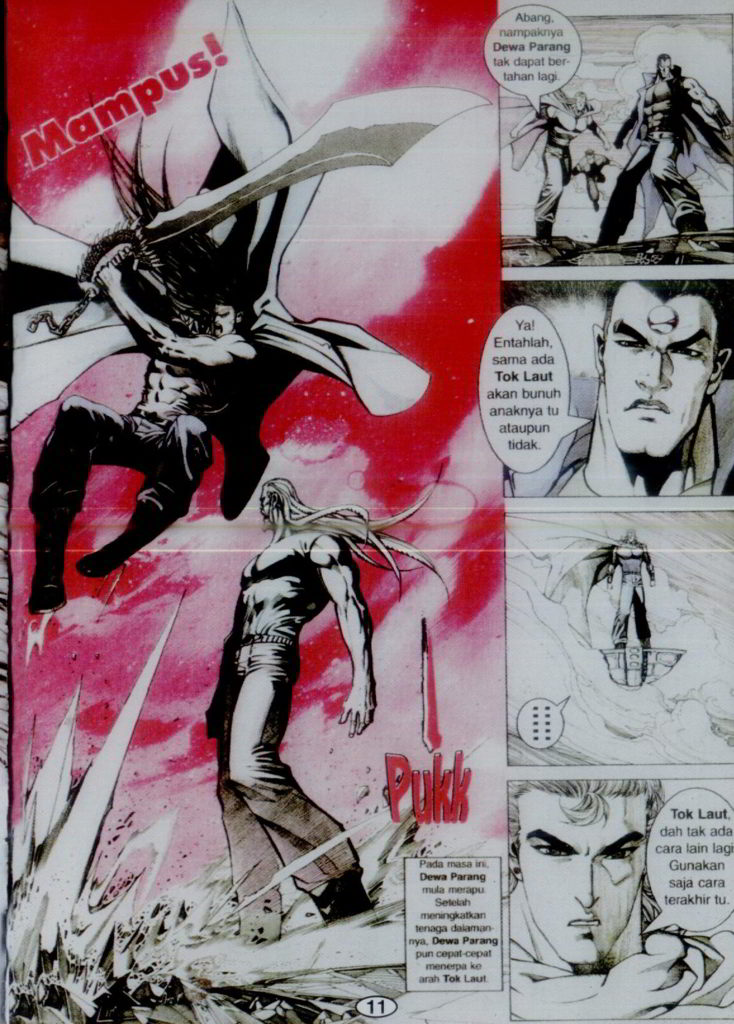 Mampus!
Abang,
nampaknya
Dewa Parang
tak dapat ber-
tahan lagi.
Ya!
Entahlah,
sama ada
Tok Laut
akan bunuh
anaknya tu
ataupun
tidak.
Pukk
Pada masa ini,
Dewa Parang
mula merapu.
Setelah
meningkatkan
tenaga dalaman-
nya, Dewa Parang
pun cepat-cepat
menerpa ke
arah Tok Laut.
Tok Laut,
dah tak ada
cara lain lagi
Gunakan
saja cara
terakhir tu.
11